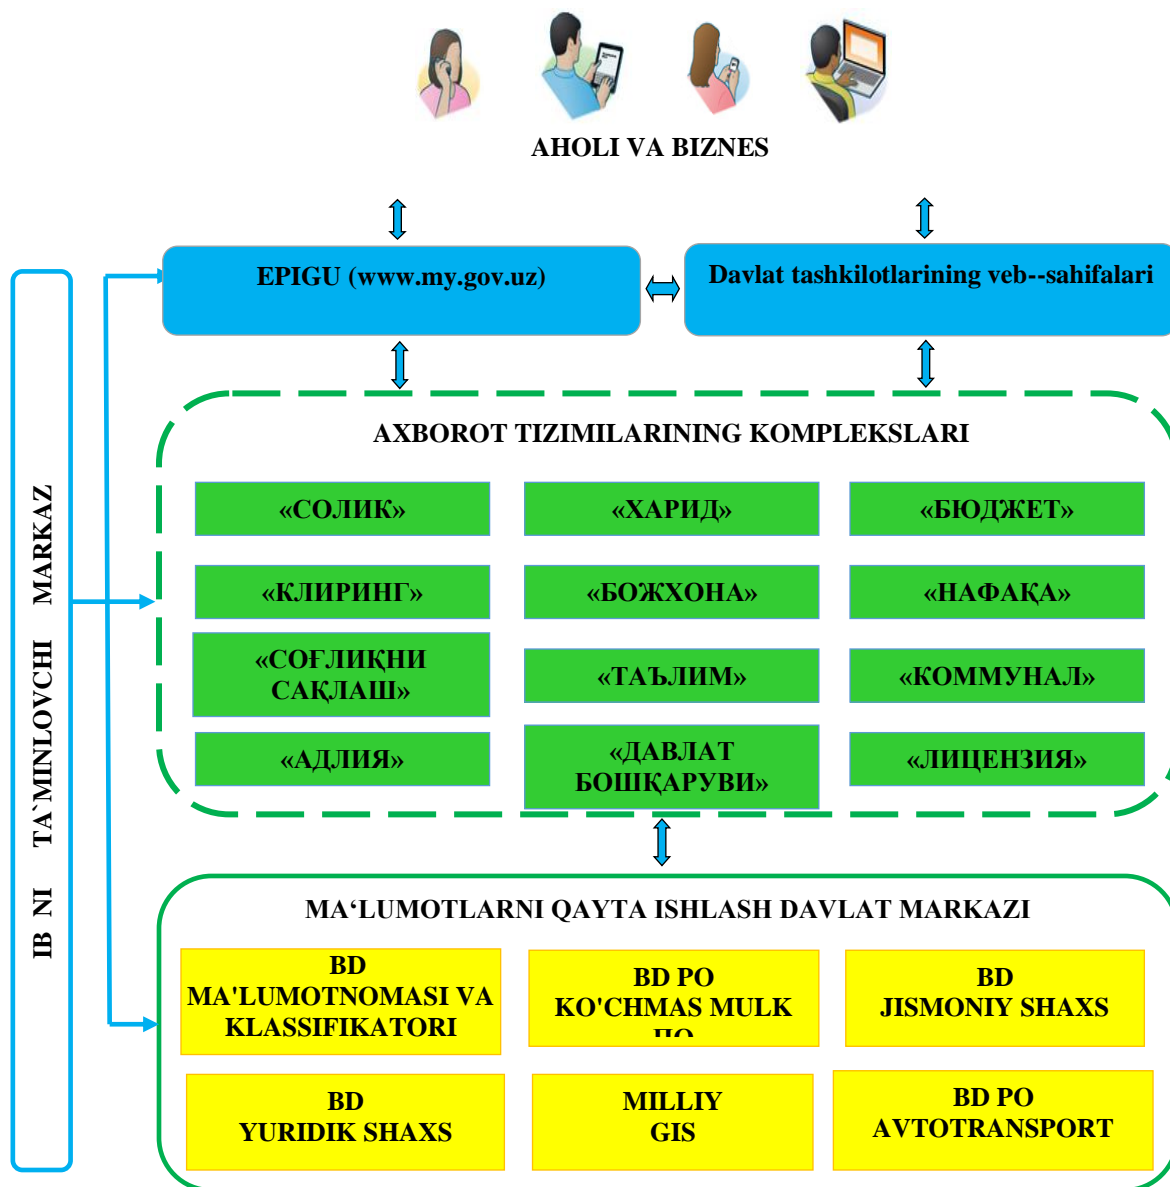 AHOLI VA BIZNES
EPIGU (www.my.gov.uz)
Davlat tashkilotlarining veb--sahifalari
AXBOROT TIZIMILARINING KOMPLEKSLARI
«СОЛИК»
«ХАРИД»
«БЮДЖЕТ»
«КЛИРИНГ»
«БОЖХОНА»
«НАФАҚА»
«СОҒЛИҚНИ
САҚЛАШ»
«ТАЪЛИМ»
«КОММУНАЛ»
«АДЛИЯ»
«ДАВЛАТ
БОШҚАРУВИ»
«ЛИЦЕНЗИЯ»
MA‘LUMOTLARNI QAYTA ISHLASH DAVLAT MARKAZI
BD
MA'LUMOTNOMASI VA
KLASSIFIKATORI
BD PO
KO'CHMAS MULK
ПО
BD
JISMONIY SHAXS
BD
YURIDIK SHAXS
MILLIY
GIS
BD PO
AVTOTRANSPORT
IB NI TA`MINLOVCHI MARKAZ